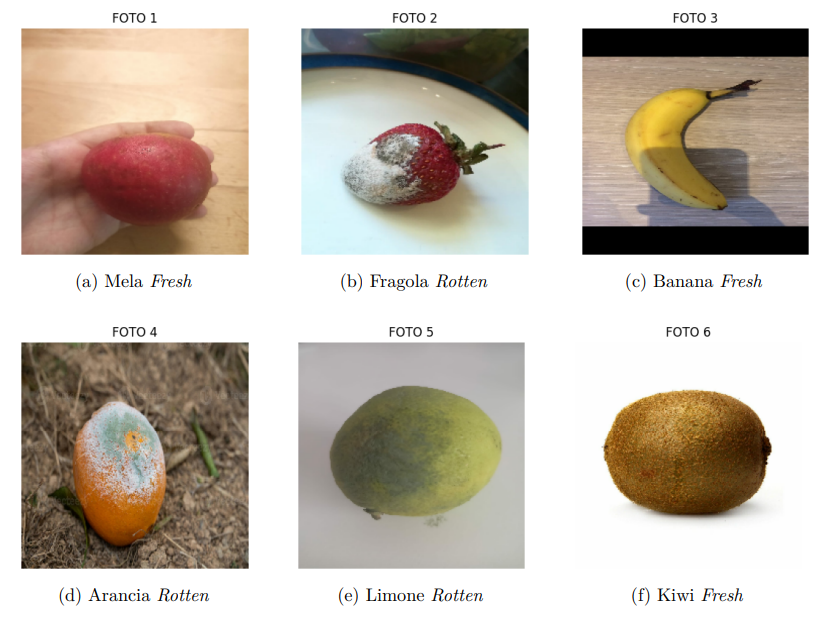 FOTO 1
FOTO 2
FOTO 3
(a) Mela Fresh
(b) Fragola Rotten
(c) Banana Fresh
FOTO 4
FOTO 5
FOTO 6
(d) Arancia Rotten
(e) Limone Rotten
(f) Kiwi Fresh